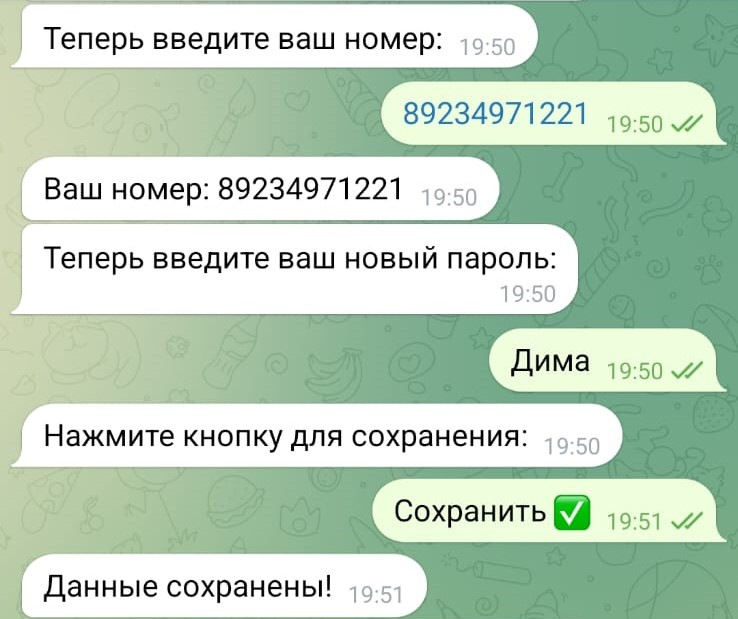 Теперь введите ваш номер: 19:50
89234971221 19:50
Ваш номер: 89234971221 19:50
Теперь введите ваш новый пароль:
19:50
Дима 19:50
Нажмите кнопку для сохранения: 19:50
Сохранить ✅ 19:51
Данные сохранены! 19:51